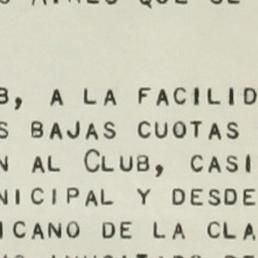 B, A LA FACILID
S BAJAS CUOTAS
N AL CLUB, CASI
NICIPAL Y DESDE
ICANO DE LA CLA